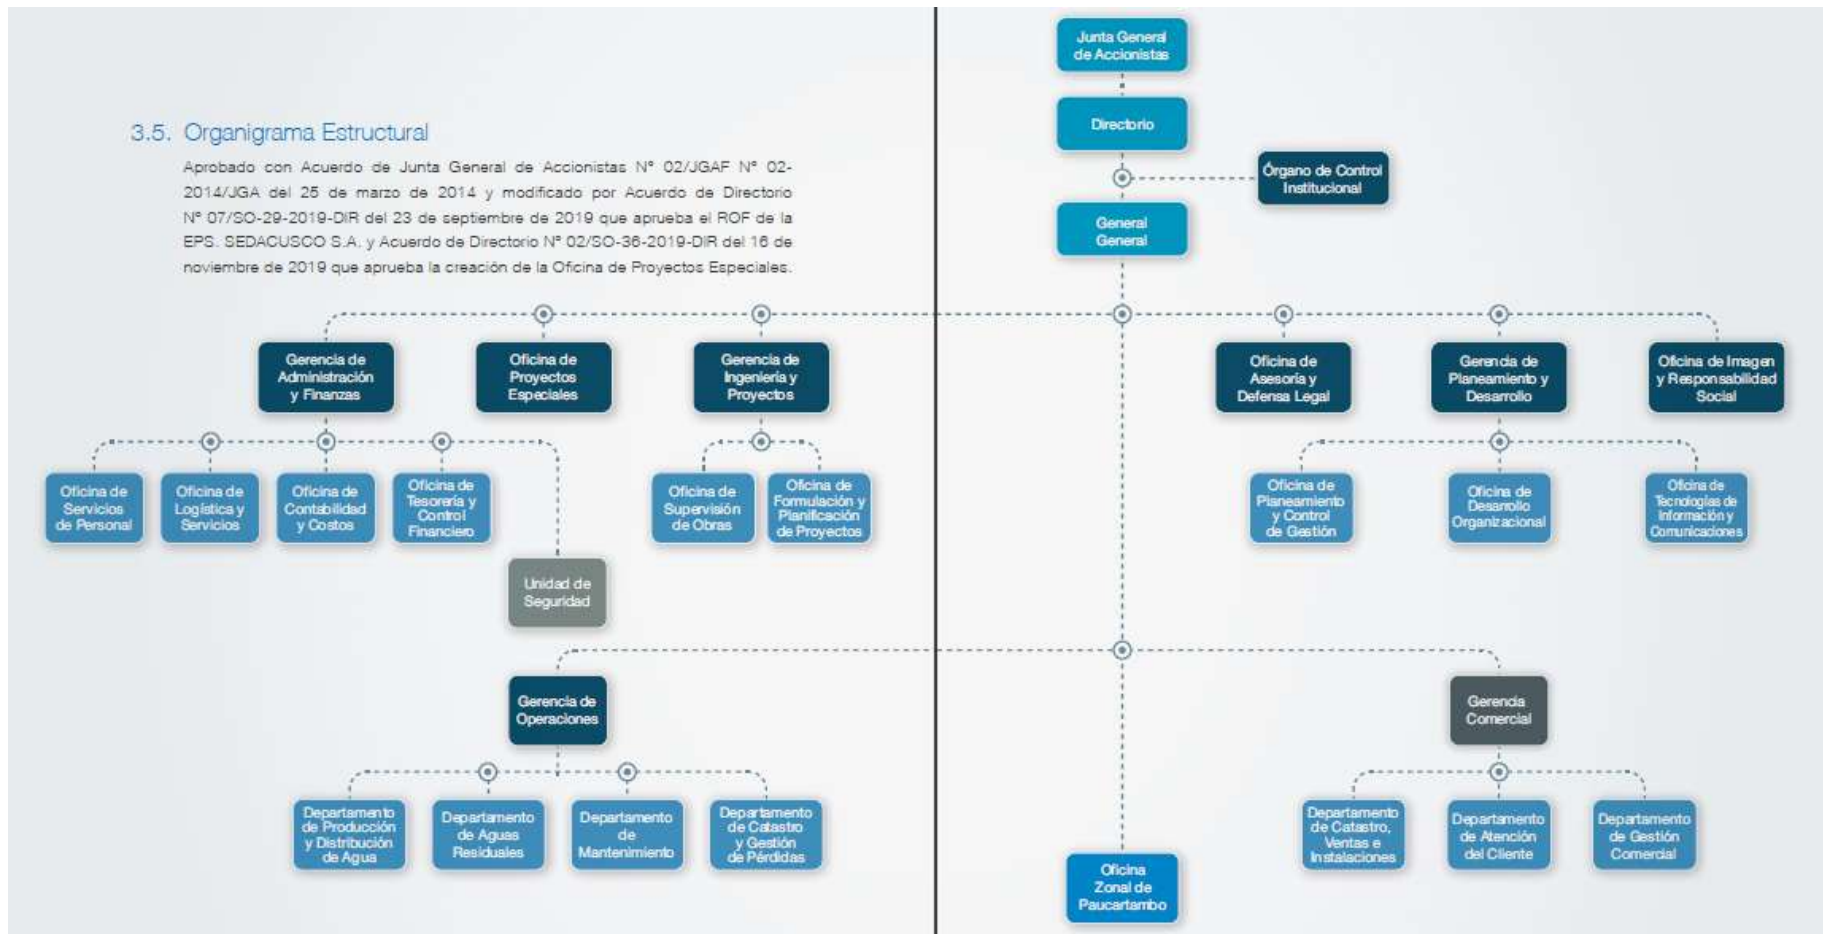 3.5. Organigrama Estructural
Aprobado con Acuerdo de Junta General de Accionistas Nº 02/JGAF Nº 02-
2014/JGA del 25 de marzo de 2014 y modificado por Acuerdo de Directorio
Nº 07/SO-29-2019-DIR del 23 de septiembre de 2019 que aprueba el ROF de la
EPS. SEDACUSCO S.A. y Acuerdo de Directorio Nº 02/SO-36-2019-DIR del 16 de
noviembre de 2019 que aprueba la creación de la Oficina de Proyectos Especiales.
Junta General
de Accionistas
Directorio
Órgano de Control
Institucional
General
General
Gerencia de
Administración
y Finanzas
Oficina de
Proyectos
Especiales
Gerencia de
Ingeniería y
Proyectos
Oficina de
Asesoría y
Defensa Legal
Gerencia de
Planeamiento y
Desarrollo
Oficina de Imagen
y Responsabilidad
Social
Oficina de
Servicios
de Personal
Oficina de
Logística y
Servicios
Oficina de
Contabilidad
y Costos
Oficina de
Tesorería y
Control
Financiero
Oficina de
Supervisión
de Obras
Oficina de
Formulación y
Planificación
de Proyectos
Oficina de
Planeamiento
y Control
de Gestión
Oficina de
Desarrollo
Organizacional
Oficina de
Tecnologías de
Información y
Comunicaciones
Unidad de
Seguridad
Gerencia de
Operaciones
Gerencia
Comercial
Departamento
de Producción
y Distribución
de Agua
Departamento
de Aguas
Residuales
Departamento
de
Mantenimiento
Departamento
de Catastro
y Gestión
de Pérdidas
Departamento
de Catastro,
Ventas e
Instalaciones
Departamento
de Atención
del Cliente
Departamento
de Gestión
Comercial
Oficina
Zonal de
Paucartambo